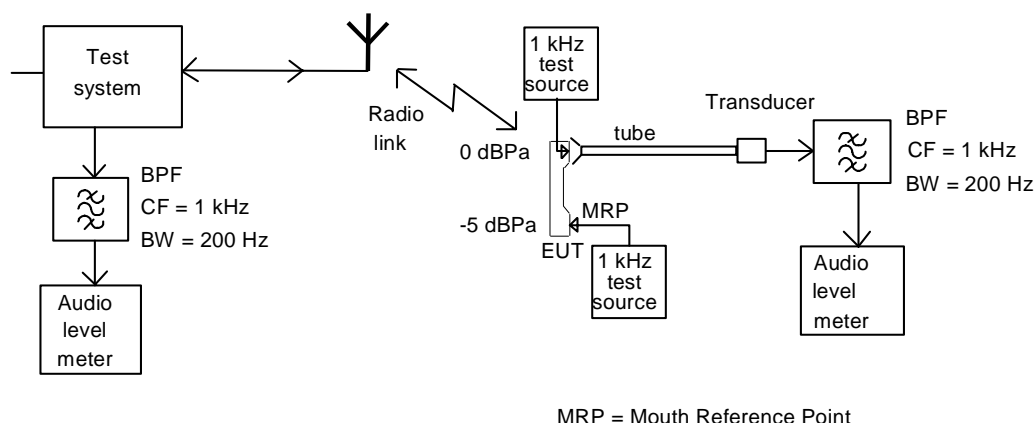 Test
system
BPF
CF = 1 kHz
BW = 200 Hz
Audio
level
meter
Radio
link
1 kHz
test
source
0 dBPa
-5 dBPa
EUT
MRP
1 kHz
test
source
tube
Transducer
BPF
CF = 1 kHz
BW = 200 Hz
Audio
level
meter
MRP = Mouth Reference Point